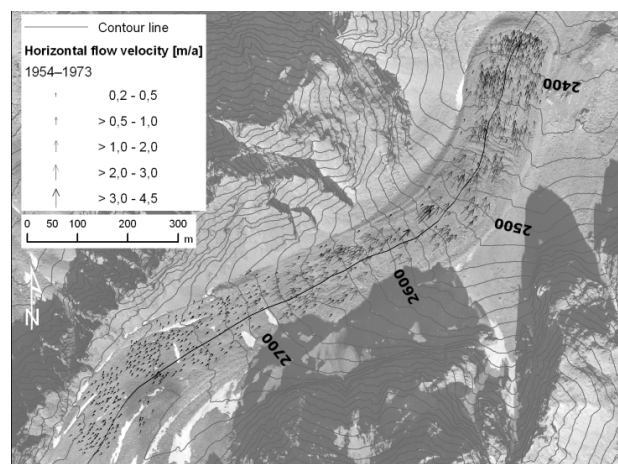 Contour line
Horizontal flow velocity [m/a]
1954–1973
0,2 - 0,5
> 0,5 - 1,0
> 1,0 - 2,0
> 2,0 - 3,0
> 3,0 - 4,5
0 50 100 200 300
m
2400
2500
2600
2700
N